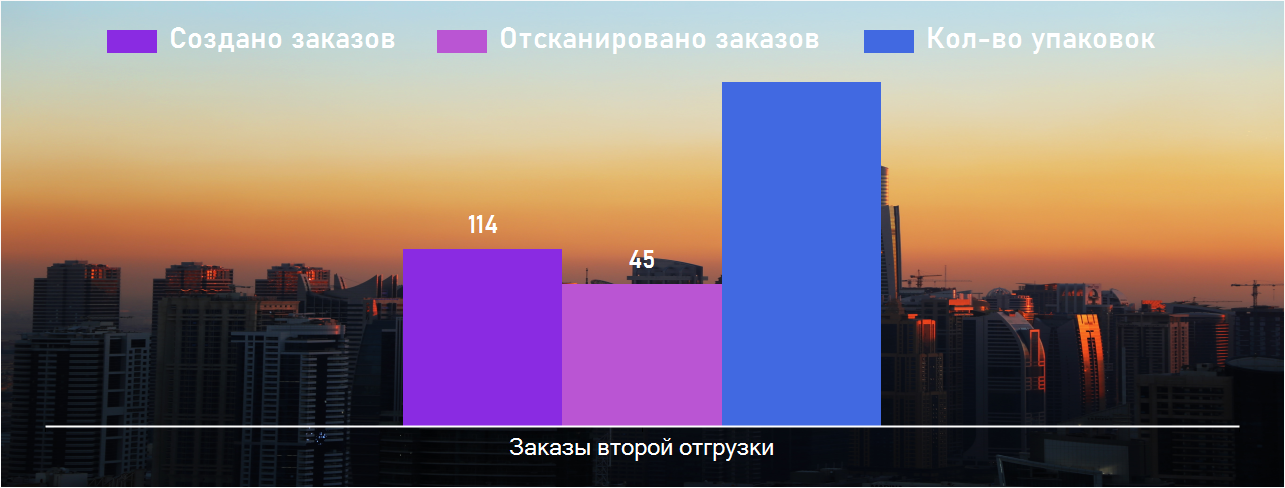 Создано заказов Отсканировано заказов Кол-во упаковок
114
45
Заказы второй отгрузки